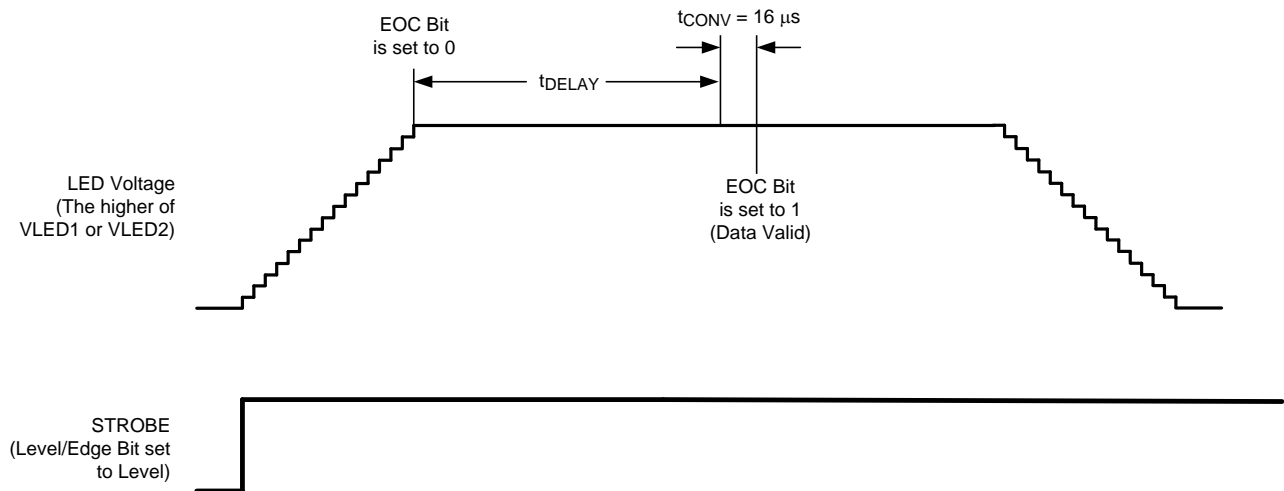 EOC Bit
is set to 0
tCONV = 16 μs
tDELAY
LED Voltage
(The higher of
VLED1 or VLED2)
EOC Bit
is set to 1
(Data Valid)
STROBE
(Level/Edge Bit set
to Level)